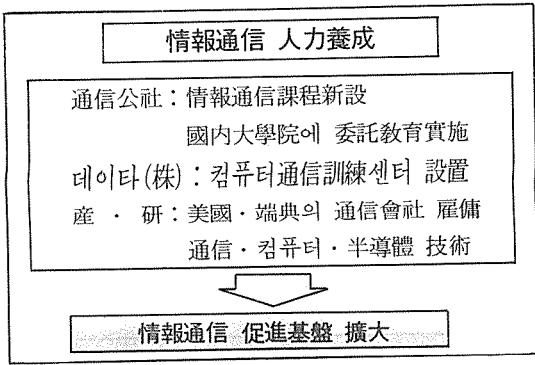 情報通信 人力養成
通信公社 : 情報通信課程新設
國內大學院에 委託敎育實施
데이타(株) : 컴퓨터通信訓練센터 設置
産 · 硏 : 美國 · 端典의 通信會社 雇傭
通信 · 컴퓨터 · 半導體 技術
情報通信 促進基盤 擴大